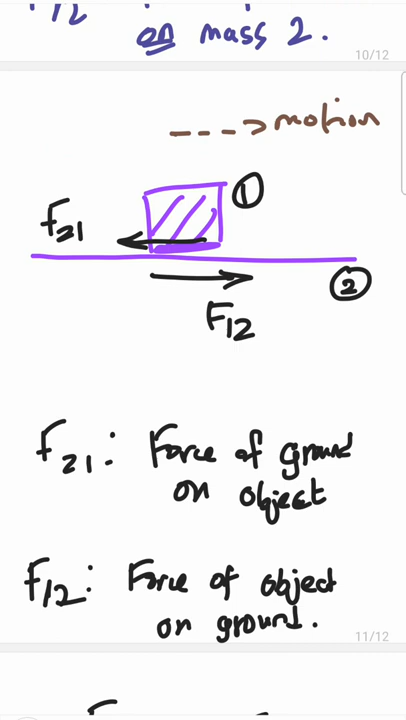 on mass 2.
10/12
---> motion
①
F21
②
F12
F21: Force of ground
on object
F12: Force of object
on ground.
11/12